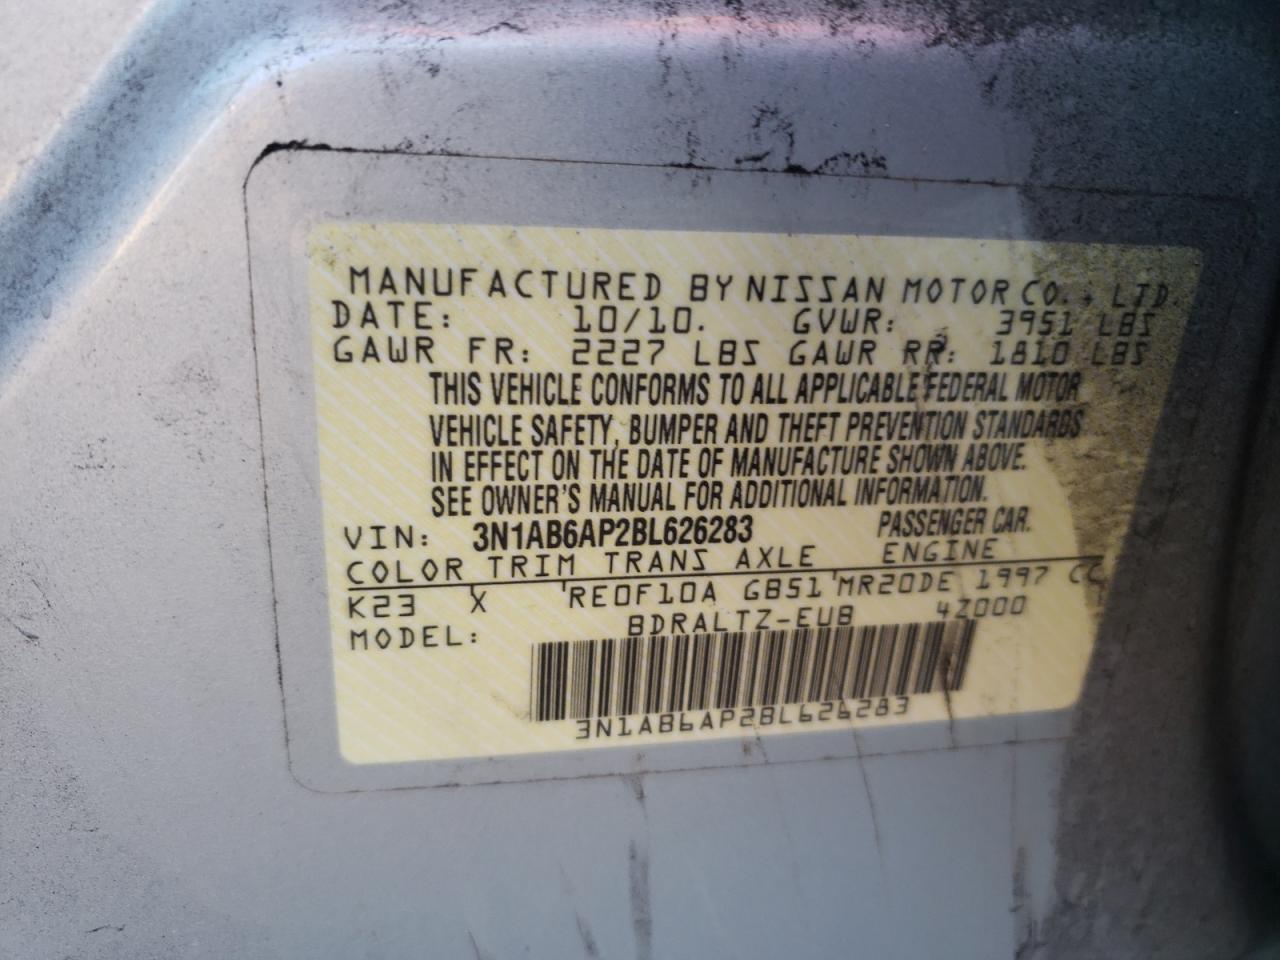 MANUFACTURED BY NISSAN MOTOR CO., LTD.
DATE: 10/10. GVWR: 3951 LBS
GAWR FR: 2227 LBS GAWR RR: 1810 LBS
THIS VEHICLE CONFORMS TO ALL APPLICABLE FEDERAL MOTOR
VEHICLE SAFETY, BUMPER AND THEFT PREVENTION STANDARDS
IN EFFECT ON THE DATE OF MANUFACTURE SHOWN ABOVE.
SEE OWNER'S MANUAL FOR ADDITIONAL INFORMATION.
VIN: 3N1AB6AP2BL626283 PASSENGER CAR.
COLOR TRIM TRANS AXLE ENGINE
K23 X RE0F10A GB51 MR20DE 1997 CC
MODEL: BDRALTZ-EUB 4Z000
3N1AB6AP2BL626283